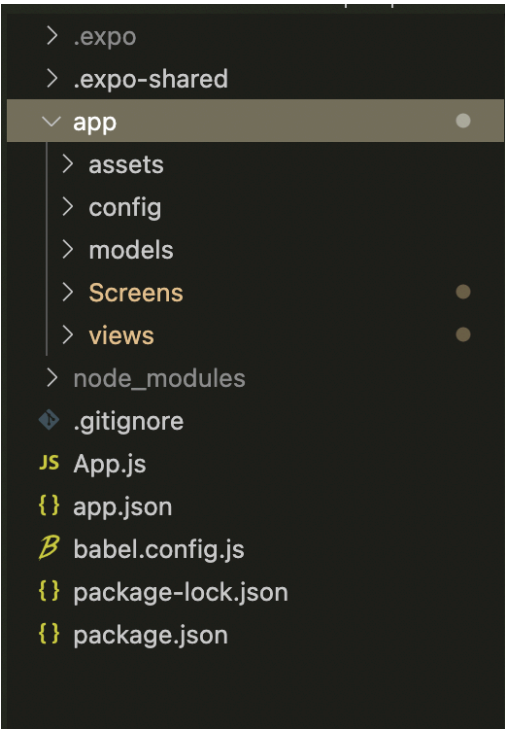 .expo
.expo-shared
app
assets
config
models
Screens
views
node_modules
.gitignore
JS App.js
{} app.json
babel.config.js
{} package-lock.json
{} package.json